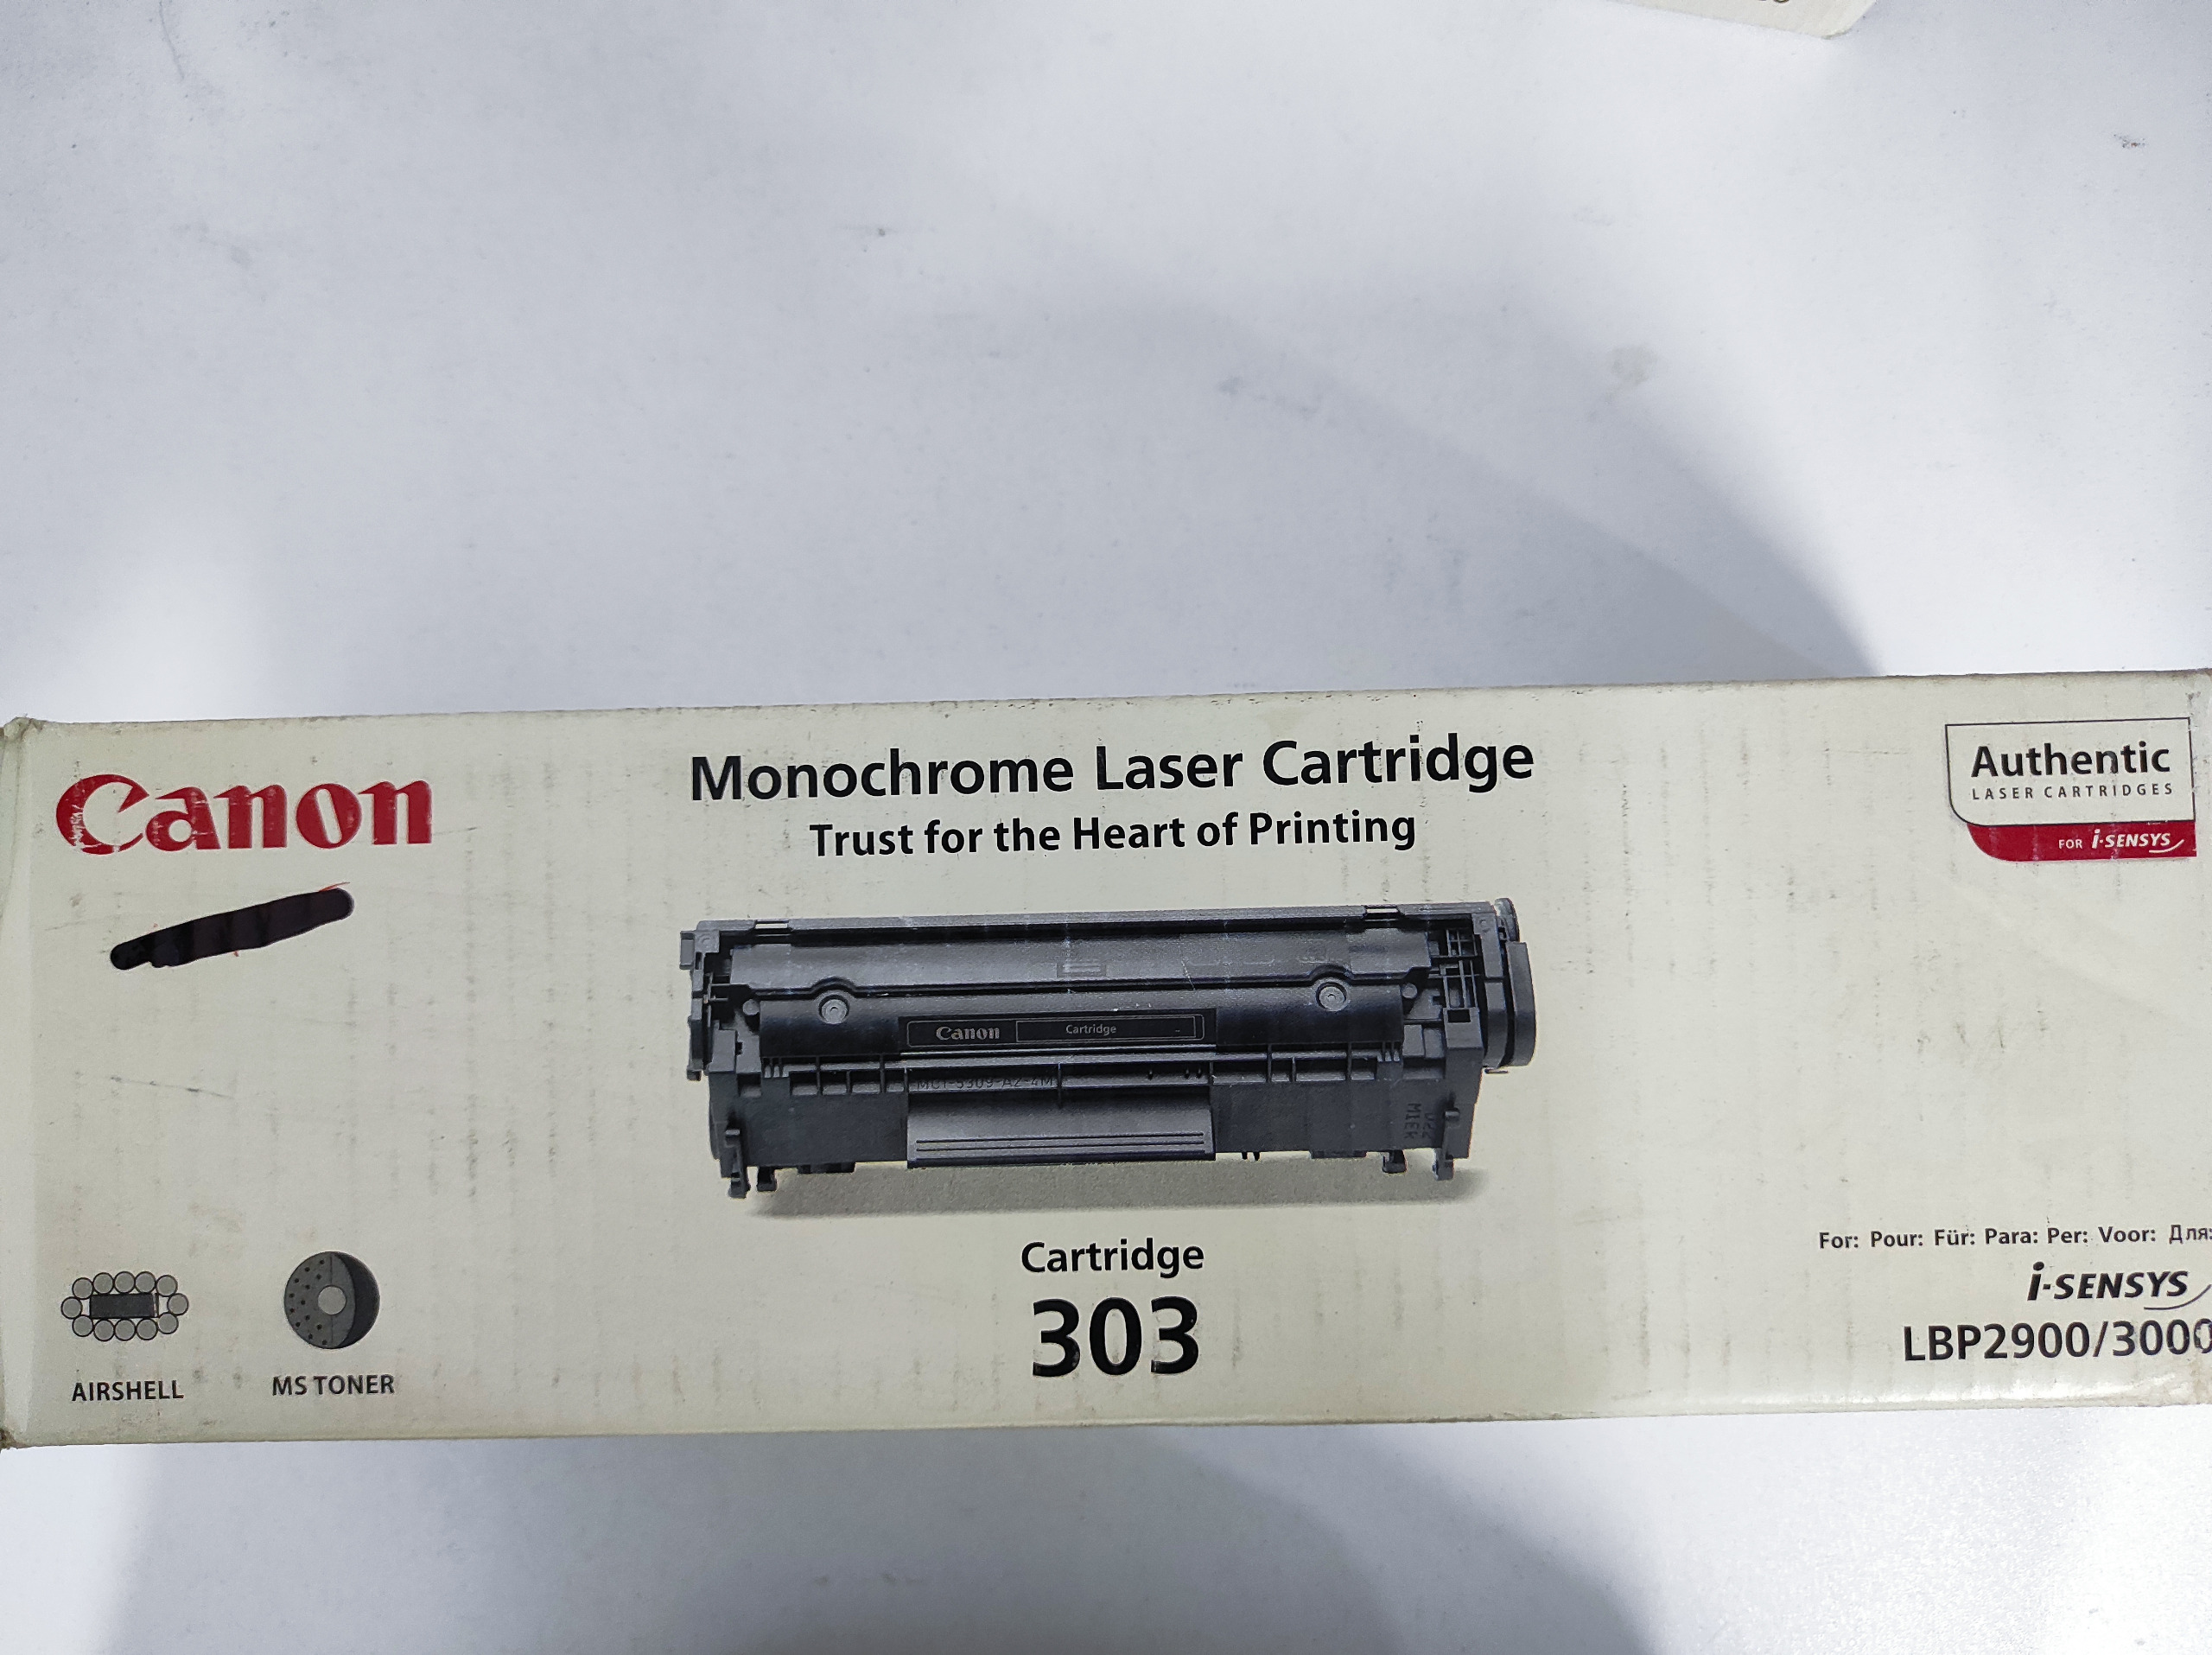 Canon
Monochrome Laser Cartridge
Trust for the Heart of Printing
Authentic
LASER CARTRIDGES
FOR i-SENSYS
Canon Cartridge
Cartridge
303
AIRSHELL
MS TONER
For: Pour: Für: Para: Per: Voor: Для:
i-SENSYS
LBP2900/3000